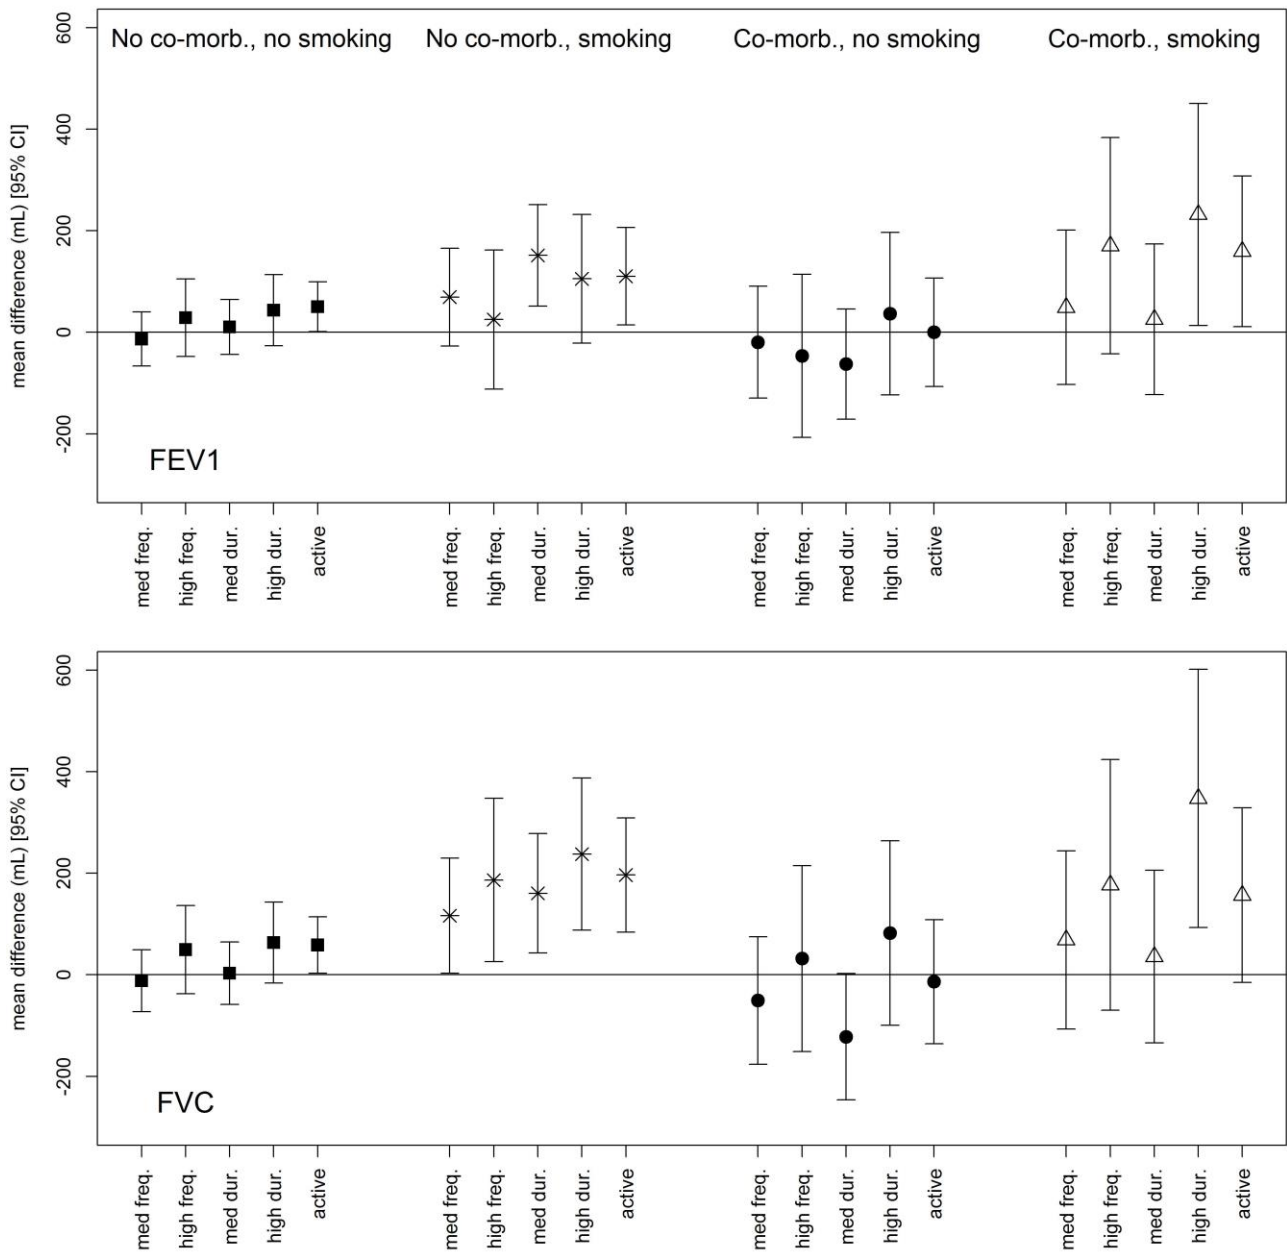 No co-morb., no smoking No co-morb., smoking Co-morb., no smoking Co-morb., smoking
mean difference (mL) [95% CI]
600
400
200
0
-200
FEV1
med freq. high freq. med dur. high dur. active med freq. high freq. med dur. high dur. active med freq. high freq. med dur. high dur. active med freq. high freq. med dur. high dur. active
mean difference (mL) [95% CI]
600
400
200
0
-200
FVC
med freq. high freq. med dur. high dur. active med freq. high freq. med dur. high dur. active med freq. high freq. med dur. high dur. active med freq. high freq. med dur. high dur. active